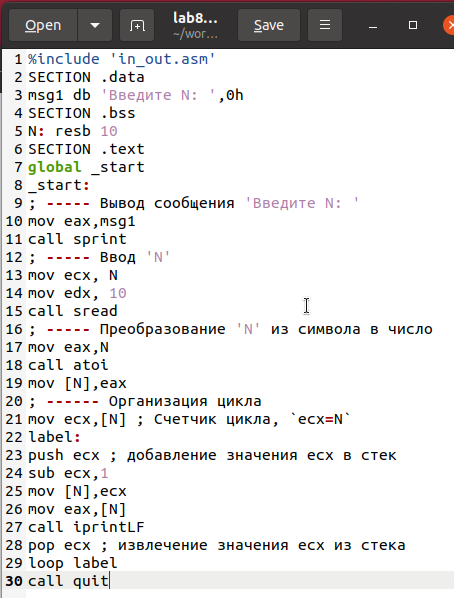 Open
lab8...
~/wor...
Save
1 %include 'in_out.asm'
2 SECTION .data
3 msg1 db 'Введите N: ',0h
4 SECTION .bss
5 N: resb 10
6 SECTION .text
7 global _start
8 _start:
9 ; ----- Вывод сообщения 'Введите N: '
10 mov eax,msg1
11 call sprint
12 ; ----- Ввод 'N'
13 mov ecx, N
14 mov edx, 10
15 call sread
16 ; ----- Преобразование 'N' из символа в число
17 mov eax,N
18 call atoi
19 mov [N],eax
20 ; ------ Организация цикла
21 mov ecx,[N] ; Счетчик цикла, `ecx=N`
22 label:
23 push ecx ; добавление значения ecx в стек
24 sub ecx,1
25 mov [N],ecx
26 mov eax,[N]
27 call iprintLF
28 pop ecx ; извлечение значения ecx из стека
29 loop label
30 call quit